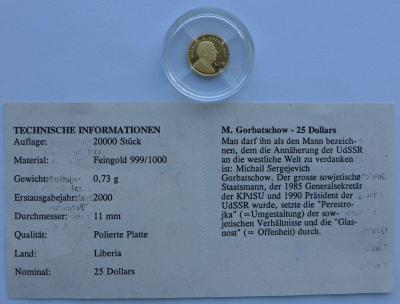 TECHNISCHE INFORMATIONEN
Auflage: 20000 Stück
Material: Feingold 999/1000
Gewicht: 0,73 g
Erstausgabejahr: 2000
Durchmesser: 11 mm
Qualität: Polierte Platte
Land: Liberia
Nominal: 25 Dollars
M. Gorbatschow - 25 Dollars
Man darf ihn als den Mann bezeich-
nen, dem die Annäherung der UdSSR
an die westliche Welt zu verdanken
ist: Michail Sergejevich
Gorbatschow. Der grosse sowjetische
Staatsmann, der 1985 Generalsekretär
der KPdSU und 1990 Präsident der
UdSSR wurde, setzte die "Perestro-
jka" (=Umgestaltung) der sow-
jetischen Verhältnisse und die "Glas-
nost" (= Offenheit) durch.